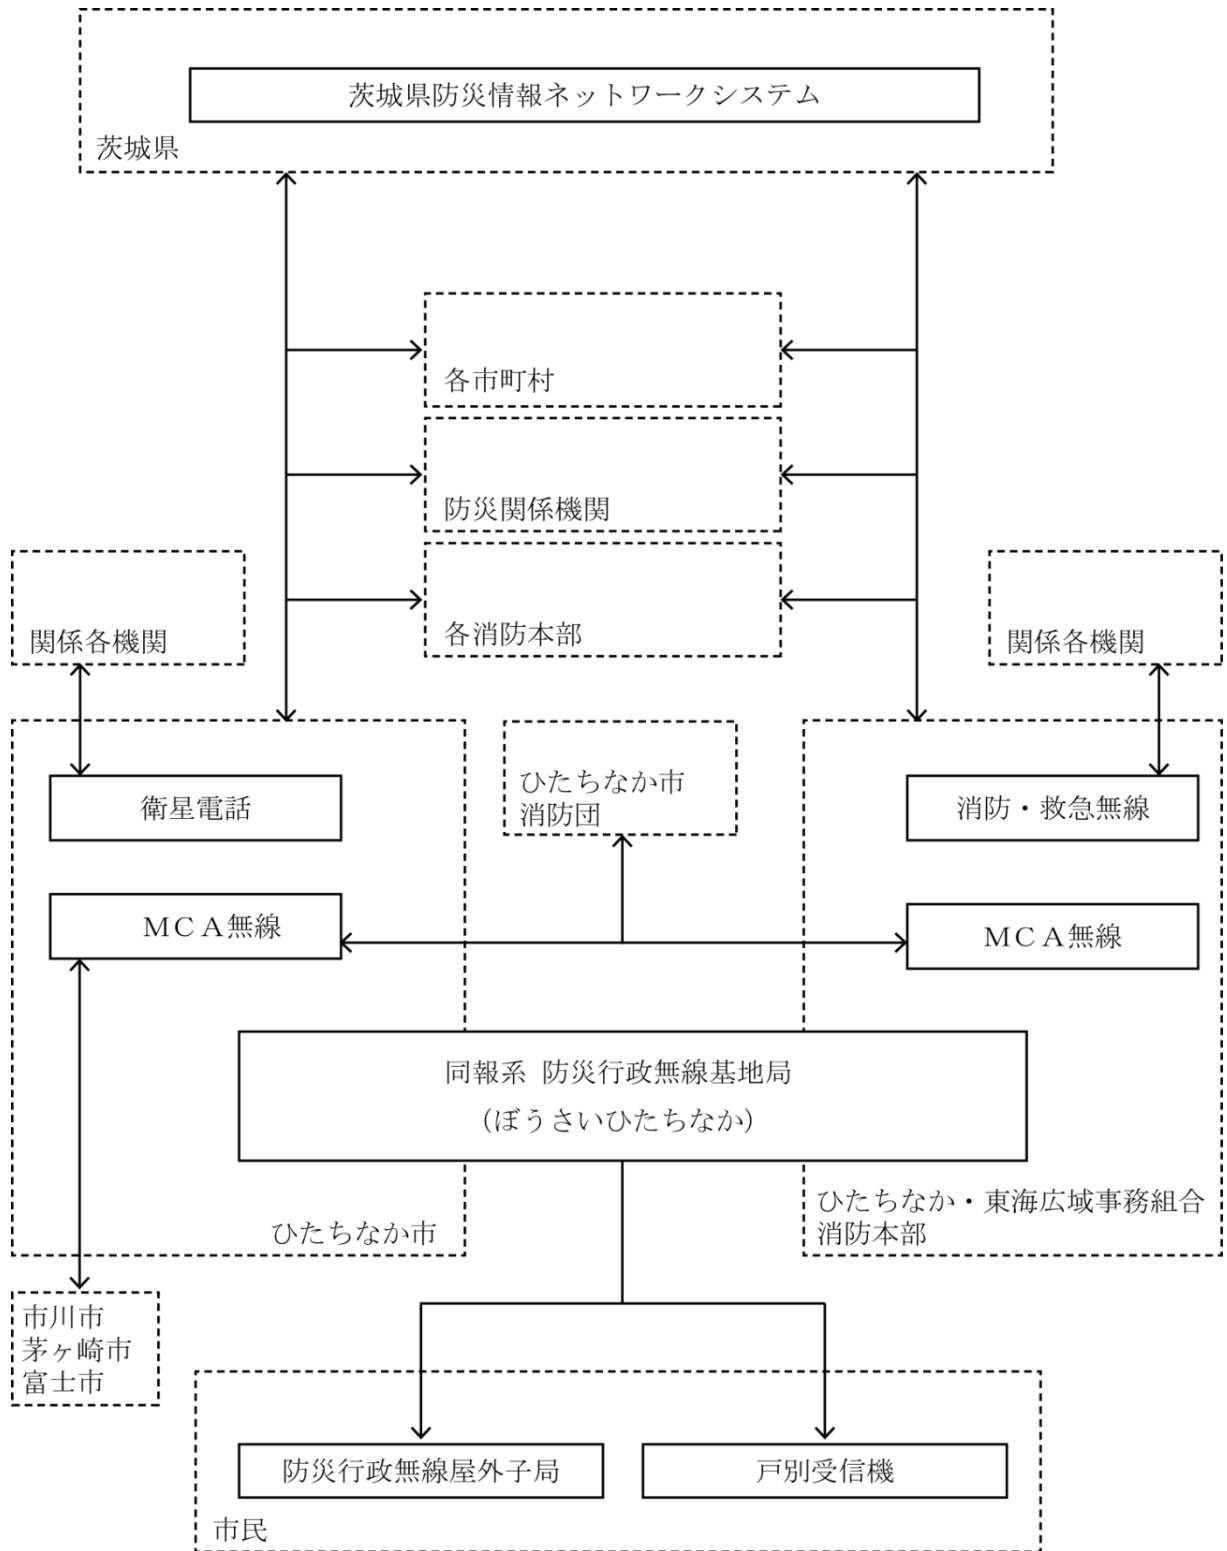 茨城県防災情報ネットワークシステム
茨城県
各市町村
防災関係機関
各消防本部
関係各機関
関係各機関
ひたちなか市
消防団
衛星電話
消防・救急無線
ＭＣＡ無線
ＭＣＡ無線
同報系 防災行政無線基地局
（ぼうさいひたちなか）
ひたちなか市
ひたちなか・東海広域事務組合
消防本部
市川市
茅ヶ崎市
富士市
防災行政無線屋外子局
戸別受信機
市民